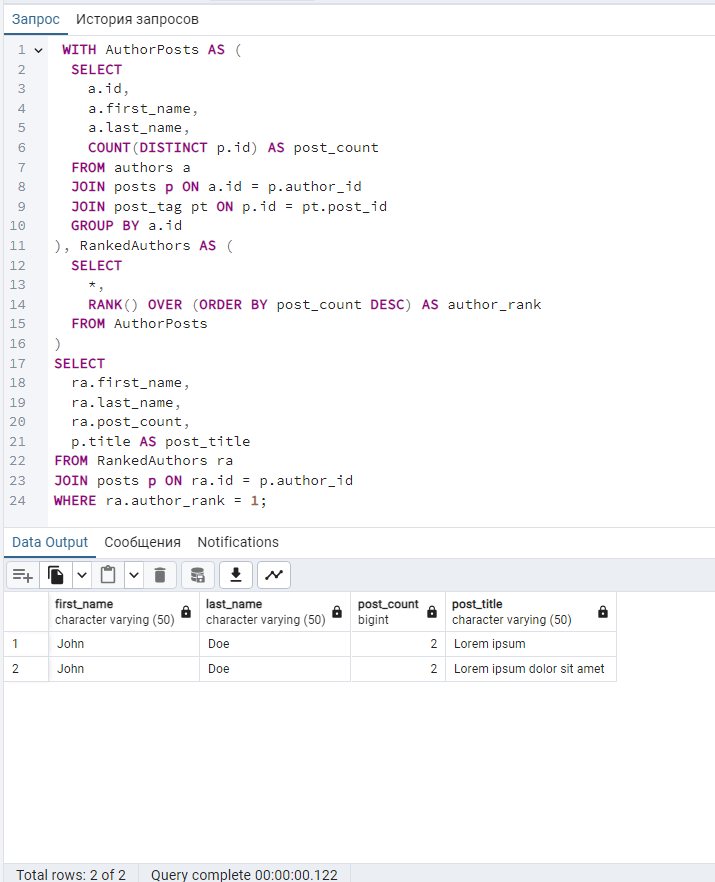 Запрос История запросов
1 WITH AuthorPosts AS (
2 SELECT
3 a.id,
4 a.first_name,
5 a.last_name,
6 COUNT(DISTINCT p.id) AS post_count
7 FROM authors a
8 JOIN posts p ON a.id = p.author_id
9 JOIN post_tag pt ON p.id = pt.post_id
10 GROUP BY a.id
11 ), RankedAuthors AS (
12 SELECT
13 *,
14 RANK() OVER (ORDER BY post_count DESC) AS author_rank
15 FROM AuthorPosts
16 )
17 SELECT
18 ra.first_name,
19 ra.last_name,
20 ra.post_count,
21 p.title AS post_title
22 FROM RankedAuthors ra
23 JOIN posts p ON ra.id = p.author_id
24 WHERE ra.author_rank = 1;
Data Output Сообщения Notifications
first_name last_name post_count post_title
character varying (50) character varying (50) bigint character varying (50)
1 John Doe 2 Lorem ipsum
2 John Doe 2 Lorem ipsum dolor sit amet
Total rows: 2 of 2 Query complete 00:00:00.122